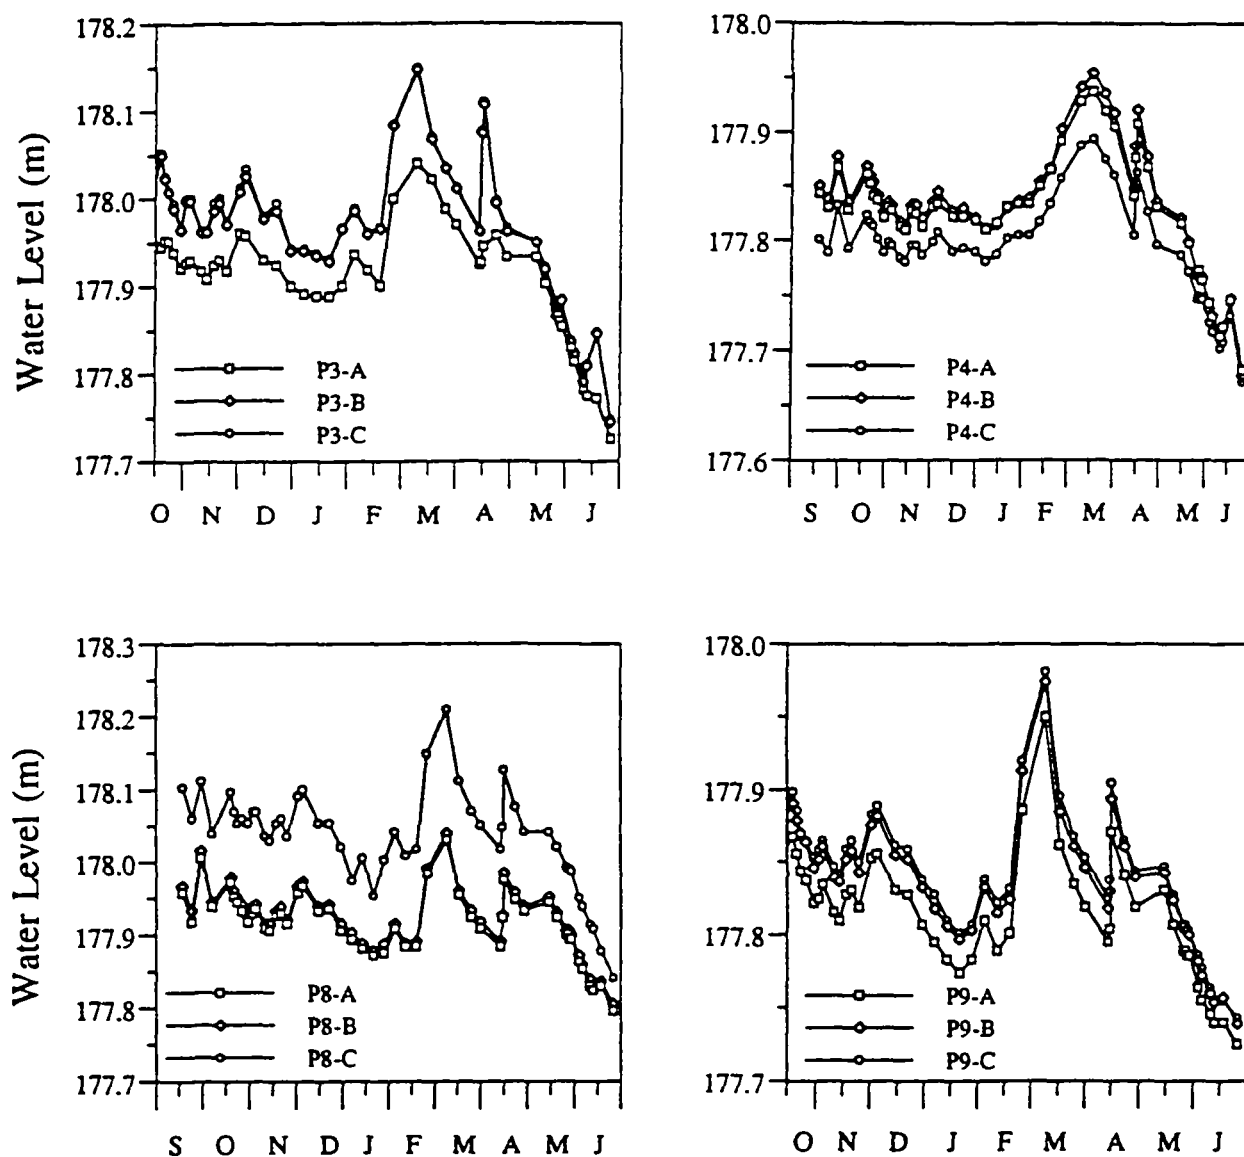 Water Level (m)
178.2
178.1
178.0
177.9
177.8
177.7
P3-A
P3-B
P3-C
O N D J F M A M J
178.0
177.9
177.8
177.7
177.6
P4-A
P4-B
P4-C
S O N D J F M A M J
Water Level (m)
178.3
178.2
178.1
178.0
177.9
177.8
177.7
P8-A
P8-B
P8-C
S O N D J F M A M J
178.0
177.9
177.8
177.7
P9-A
P9-B
P9-C
O N D J F M A M J